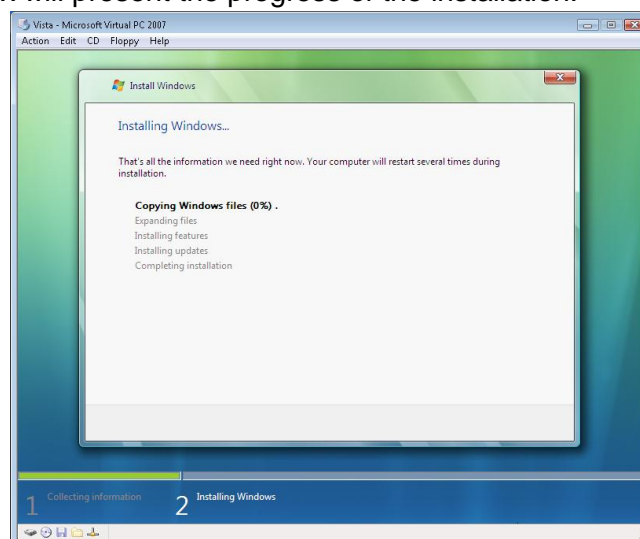 will present the progress of the installation.
Vista - Microsoft Virtual PC 2007
Action Edit CD Floppy Help
Install Windows
Installing Windows...
That's all the information we need right now. Your computer will restart several times during
installation.
Copying Windows files (0%) .
Expanding files
Installing features
Installing updates
Completing installation
1 Collecting information
2 Installing Windows